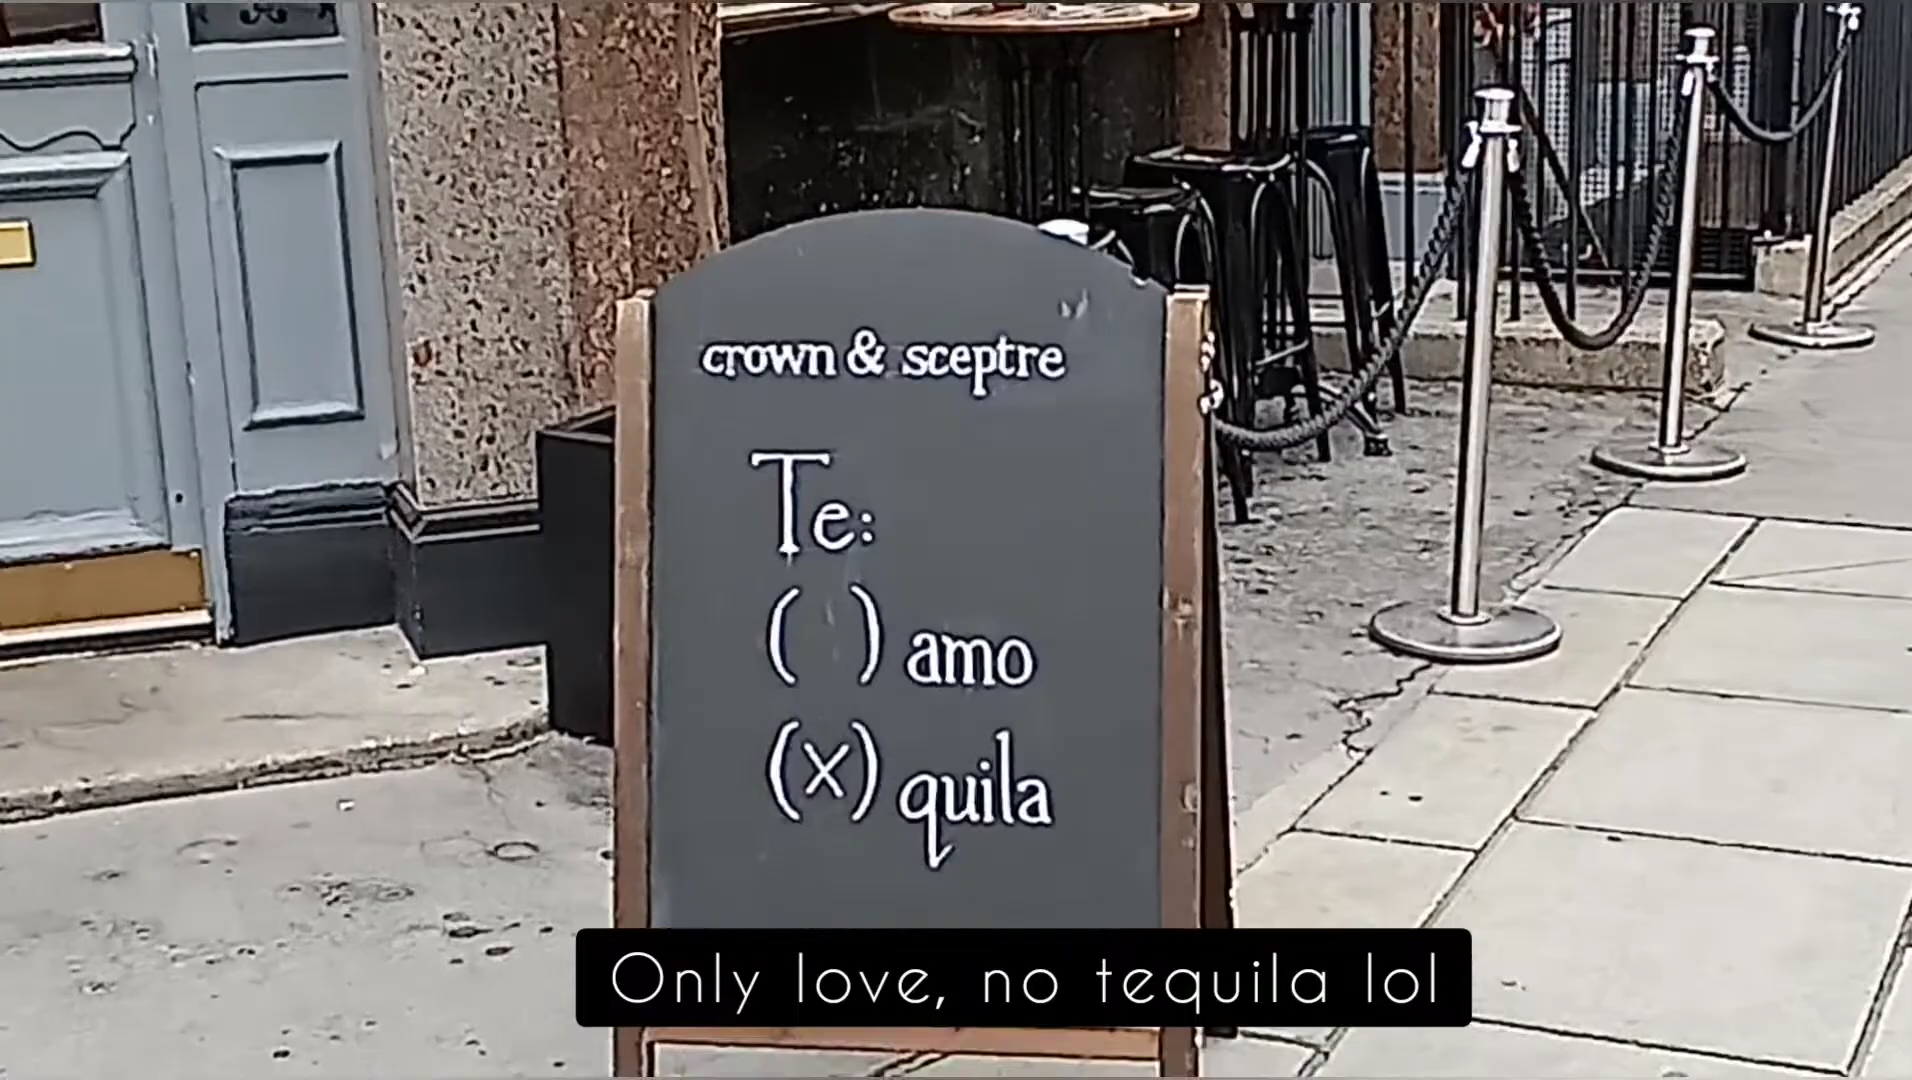 crown & sceptre
Te:
( ) amo
(x) quila
Only love, no tequila lol